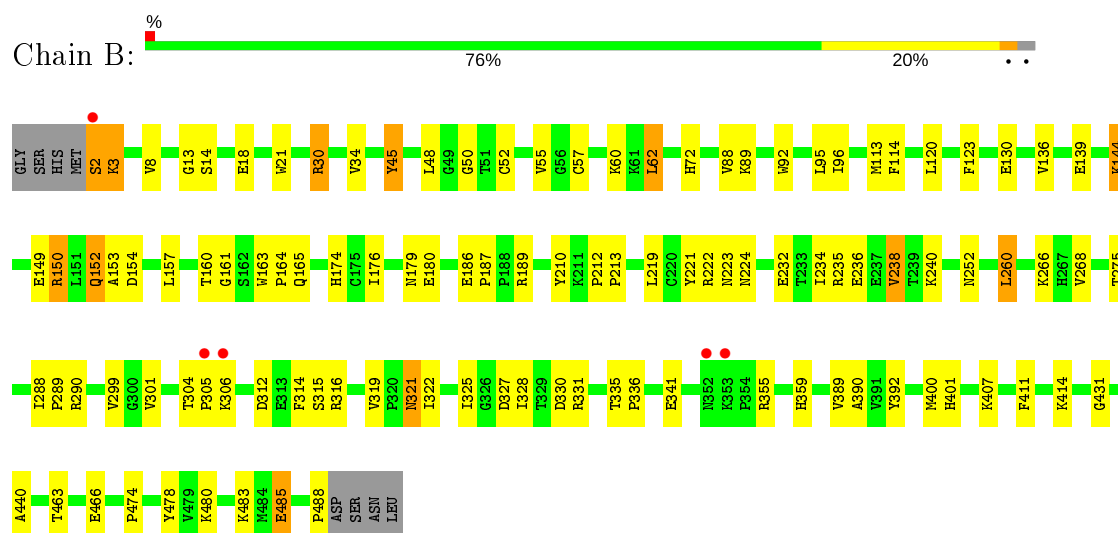 %
Chain B:
76% 20% • •
GLY SER HIS MET S2 K3 V8 G13 S14 E18 W21 R30 V34 Y45 L48 G49 G50 T51 C52 V55 G56 C57 K60 K61 L62 H72 V88 K89 W92 L95 I96 M113 F114 L120 F123 E130 V136 E139 K144
E149 R150 L151 Q152 A153 D154 L157 T160 G161 S162 W163 P164 Q165 H174 C175 I176 N179 E180 E186 P187 P188 R189 Y210 K211 P212 P213 L219 C220 Y221 R222 N223 N224 E232 T233 I234 R235 E236 E237 V238 T239 K240 N252 L260 K266 H267 V268 T275
I288 P289 R290 V299 G300 V301 T304 P305 K306 D312 E313 F314 S315 R316 V319 P320 N321 I322 I325 G326 D327 I328 T329 D330 R331 T335 P336 E341 N352 K353 P354 R355 H359 V389 A390 V391 Y392 M400 H401 K407 F411 K414 G431
A440 T463 E466 P474 Y478 V479 K480 K483 M484 E485 P488 ASP SER ASN LEU